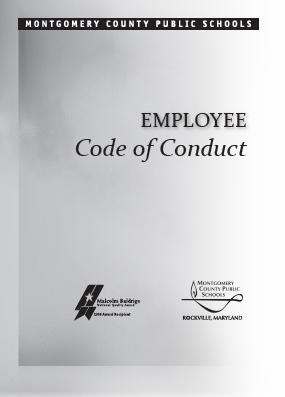 MONTGOMERY COUNTY PUBLIC SCHOOLS
EMPLOYEE
Code of Conduct
Malcolm Baldrige
National Quality Award
2010 Award Recipient
MONTGOMERY
COUNTY PUBLIC
SCHOOLS
ROCKVILLE, MARYLAND